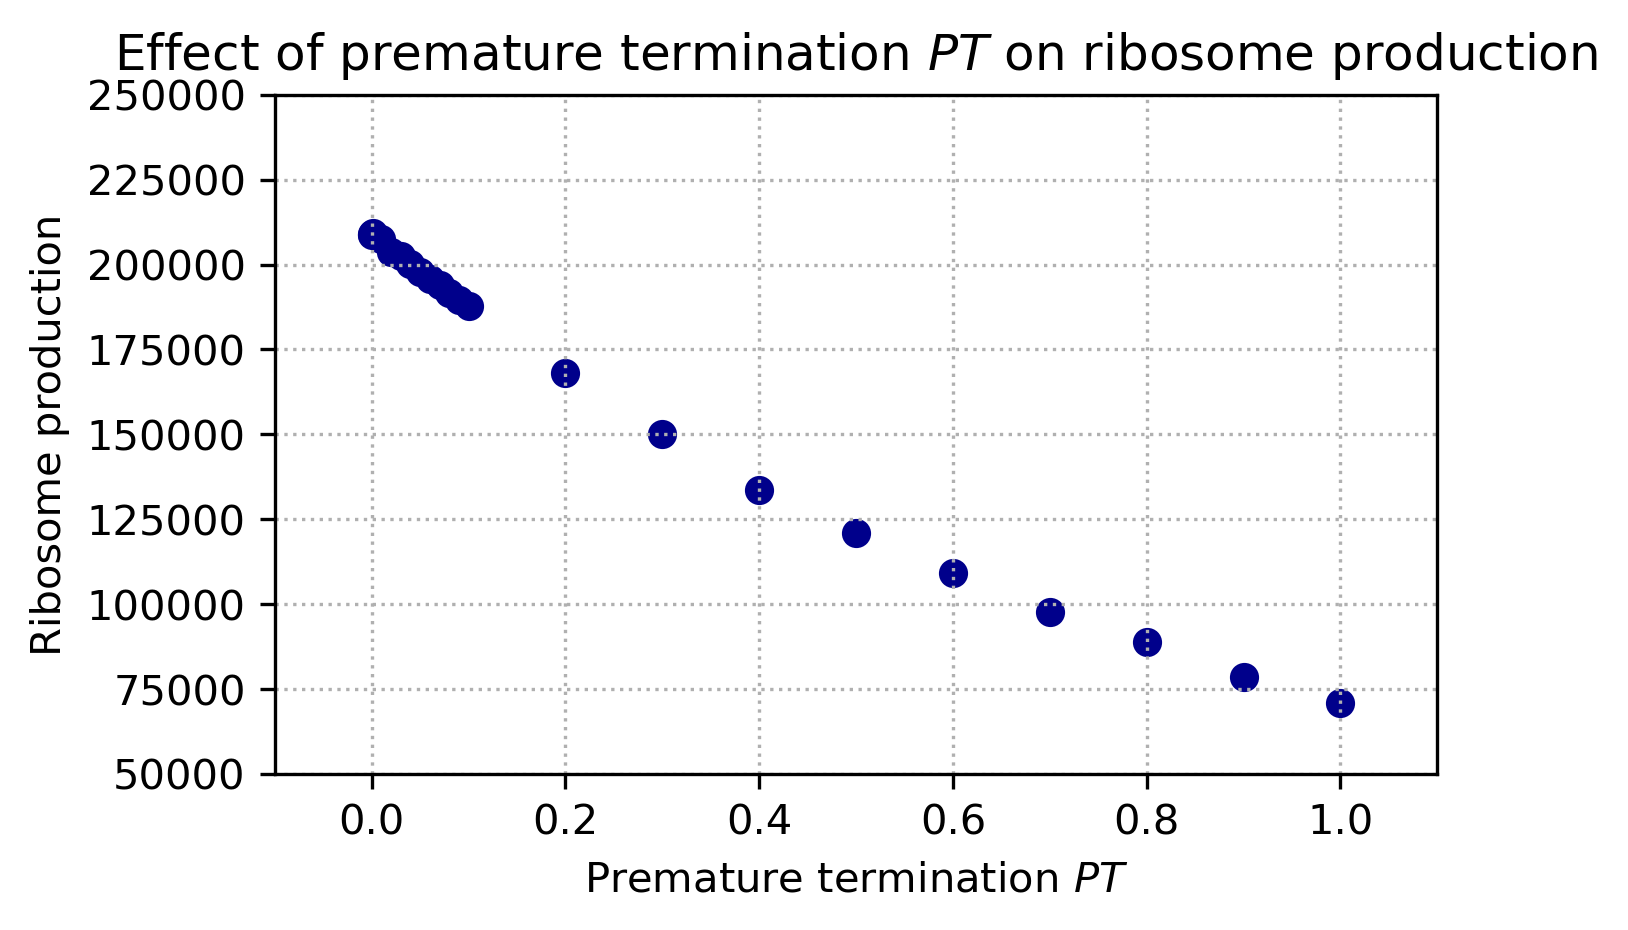 Effect of premature termination PT on ribosome production
250000
225000
200000
175000
150000
125000
100000
75000
50000
Ribosome production
0.0 0.2 0.4 0.6 0.8 1.0
Premature termination PT